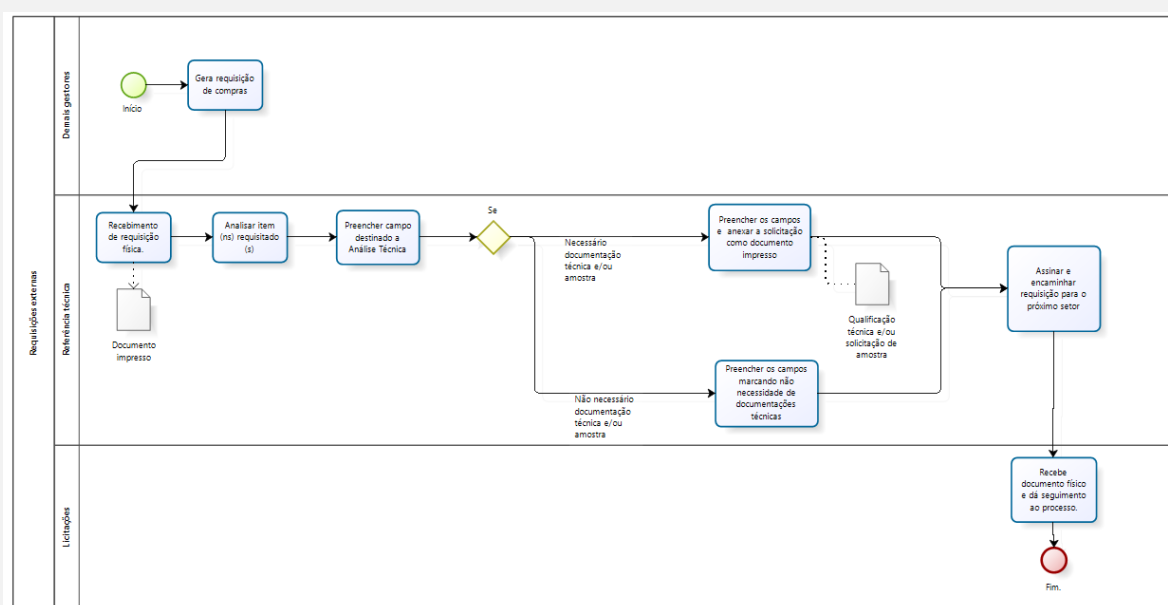 Requisições externas
Demais gestores
Início
Gera requisição
de compras
Referência técnica
Recebimento
de requisição
física.
Documento
impresso
Analisar item
(ns) requisitado
(s)
Preencher campo
destinado a
Análise Técnica
Se
Necessário
documentação
técnica e/ou
amostra
Não necessário
documentação
técnica e/ou
amostra
Preencher os campos
e anexar a solicitação
como documento
impresso
Qualificação
técnica e/ou
solicitação de
amostra
Preencher os campos
marcando não
necessidade de
documentações
técnicas
Assinar e
encaminhar
requisição para o
próximo setor
Licitações
Recebe
documento físico
e dá seguimento
ao processo.
Fim.